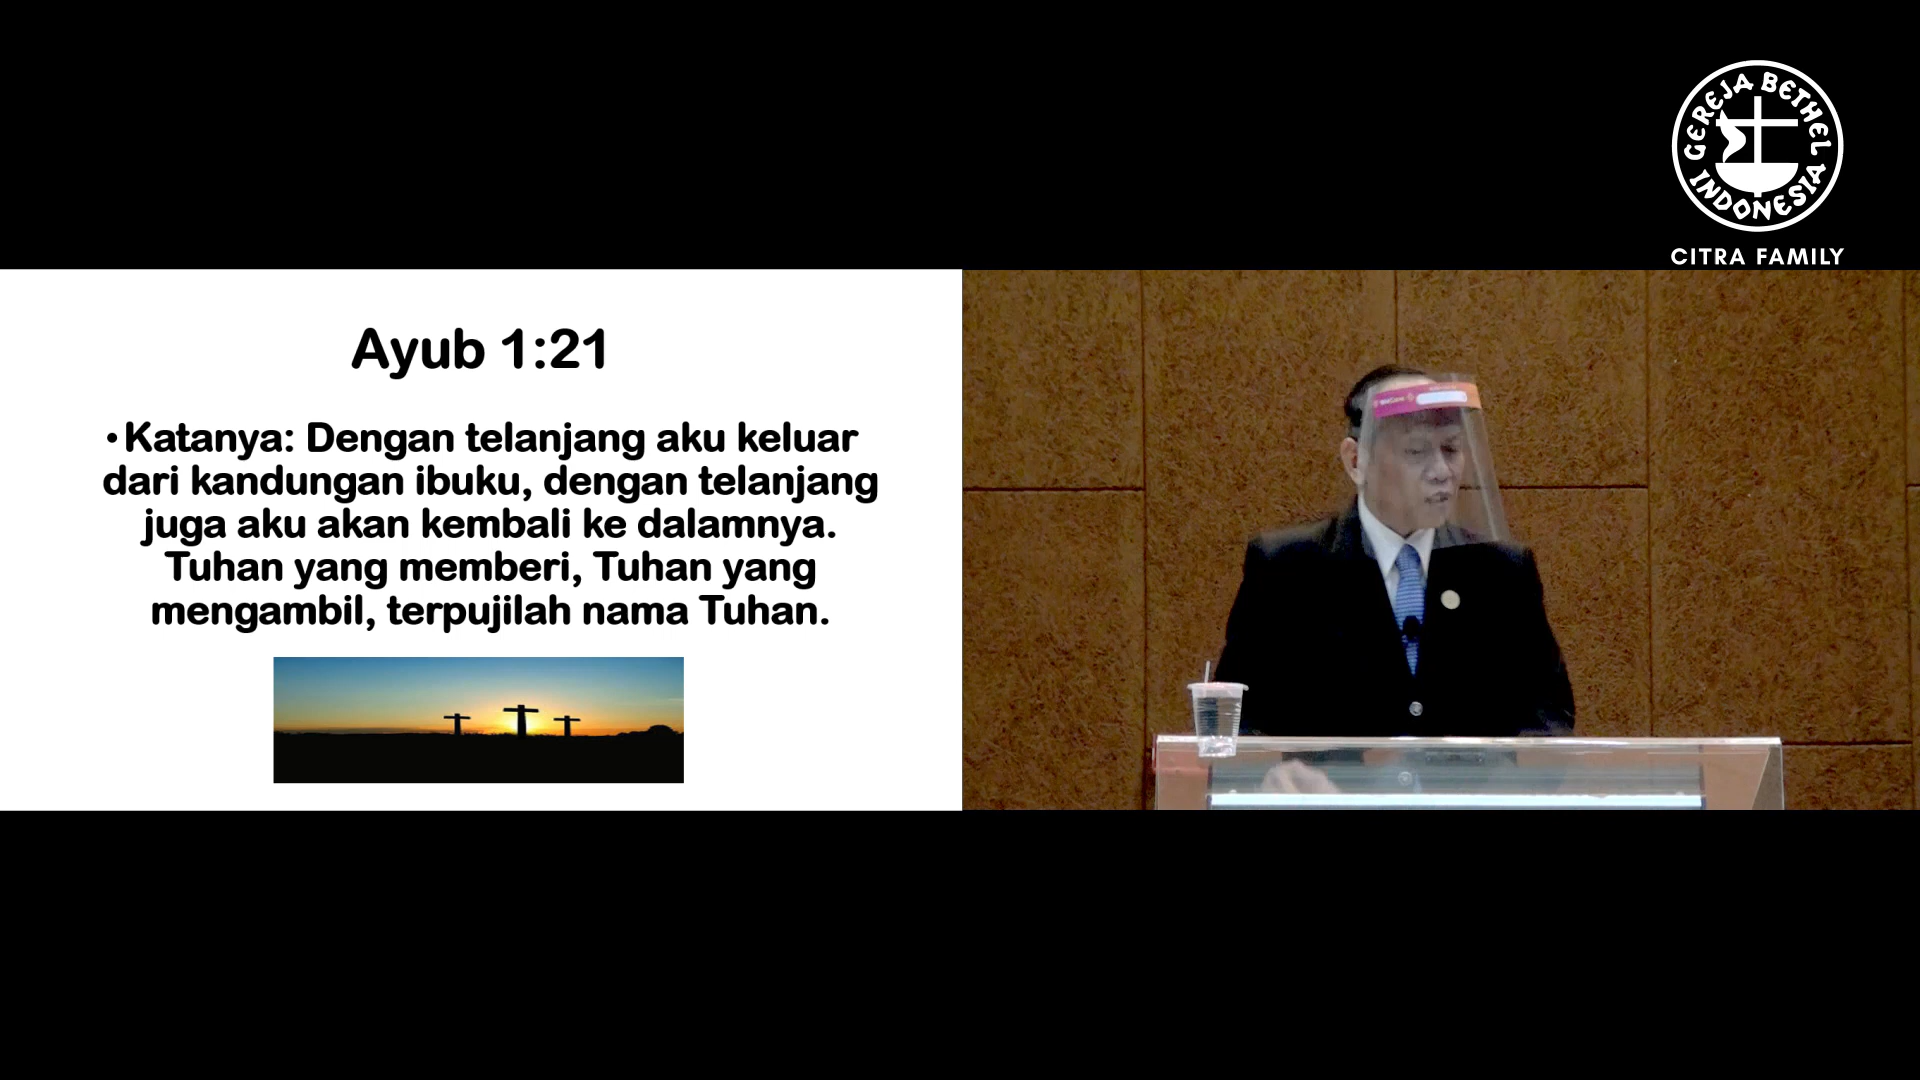 GEREJA BETHEL INDONESIA
CITRA FAMILY
Ayub 1:21
•Katanya: Dengan telanjang aku keluar
dari kandungan ibuku, dengan telanjang
juga aku akan kembali ke dalamnya.
Tuhan yang memberi, Tuhan yang
mengambil, terpujilah nama Tuhan.